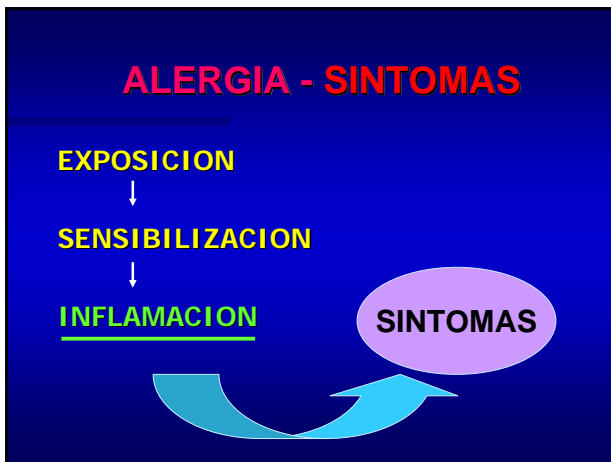 ALERGIA - SINTOMAS
EXPOSICION
SENSIBILIZACION
INFLAMACION
SINTOMAS